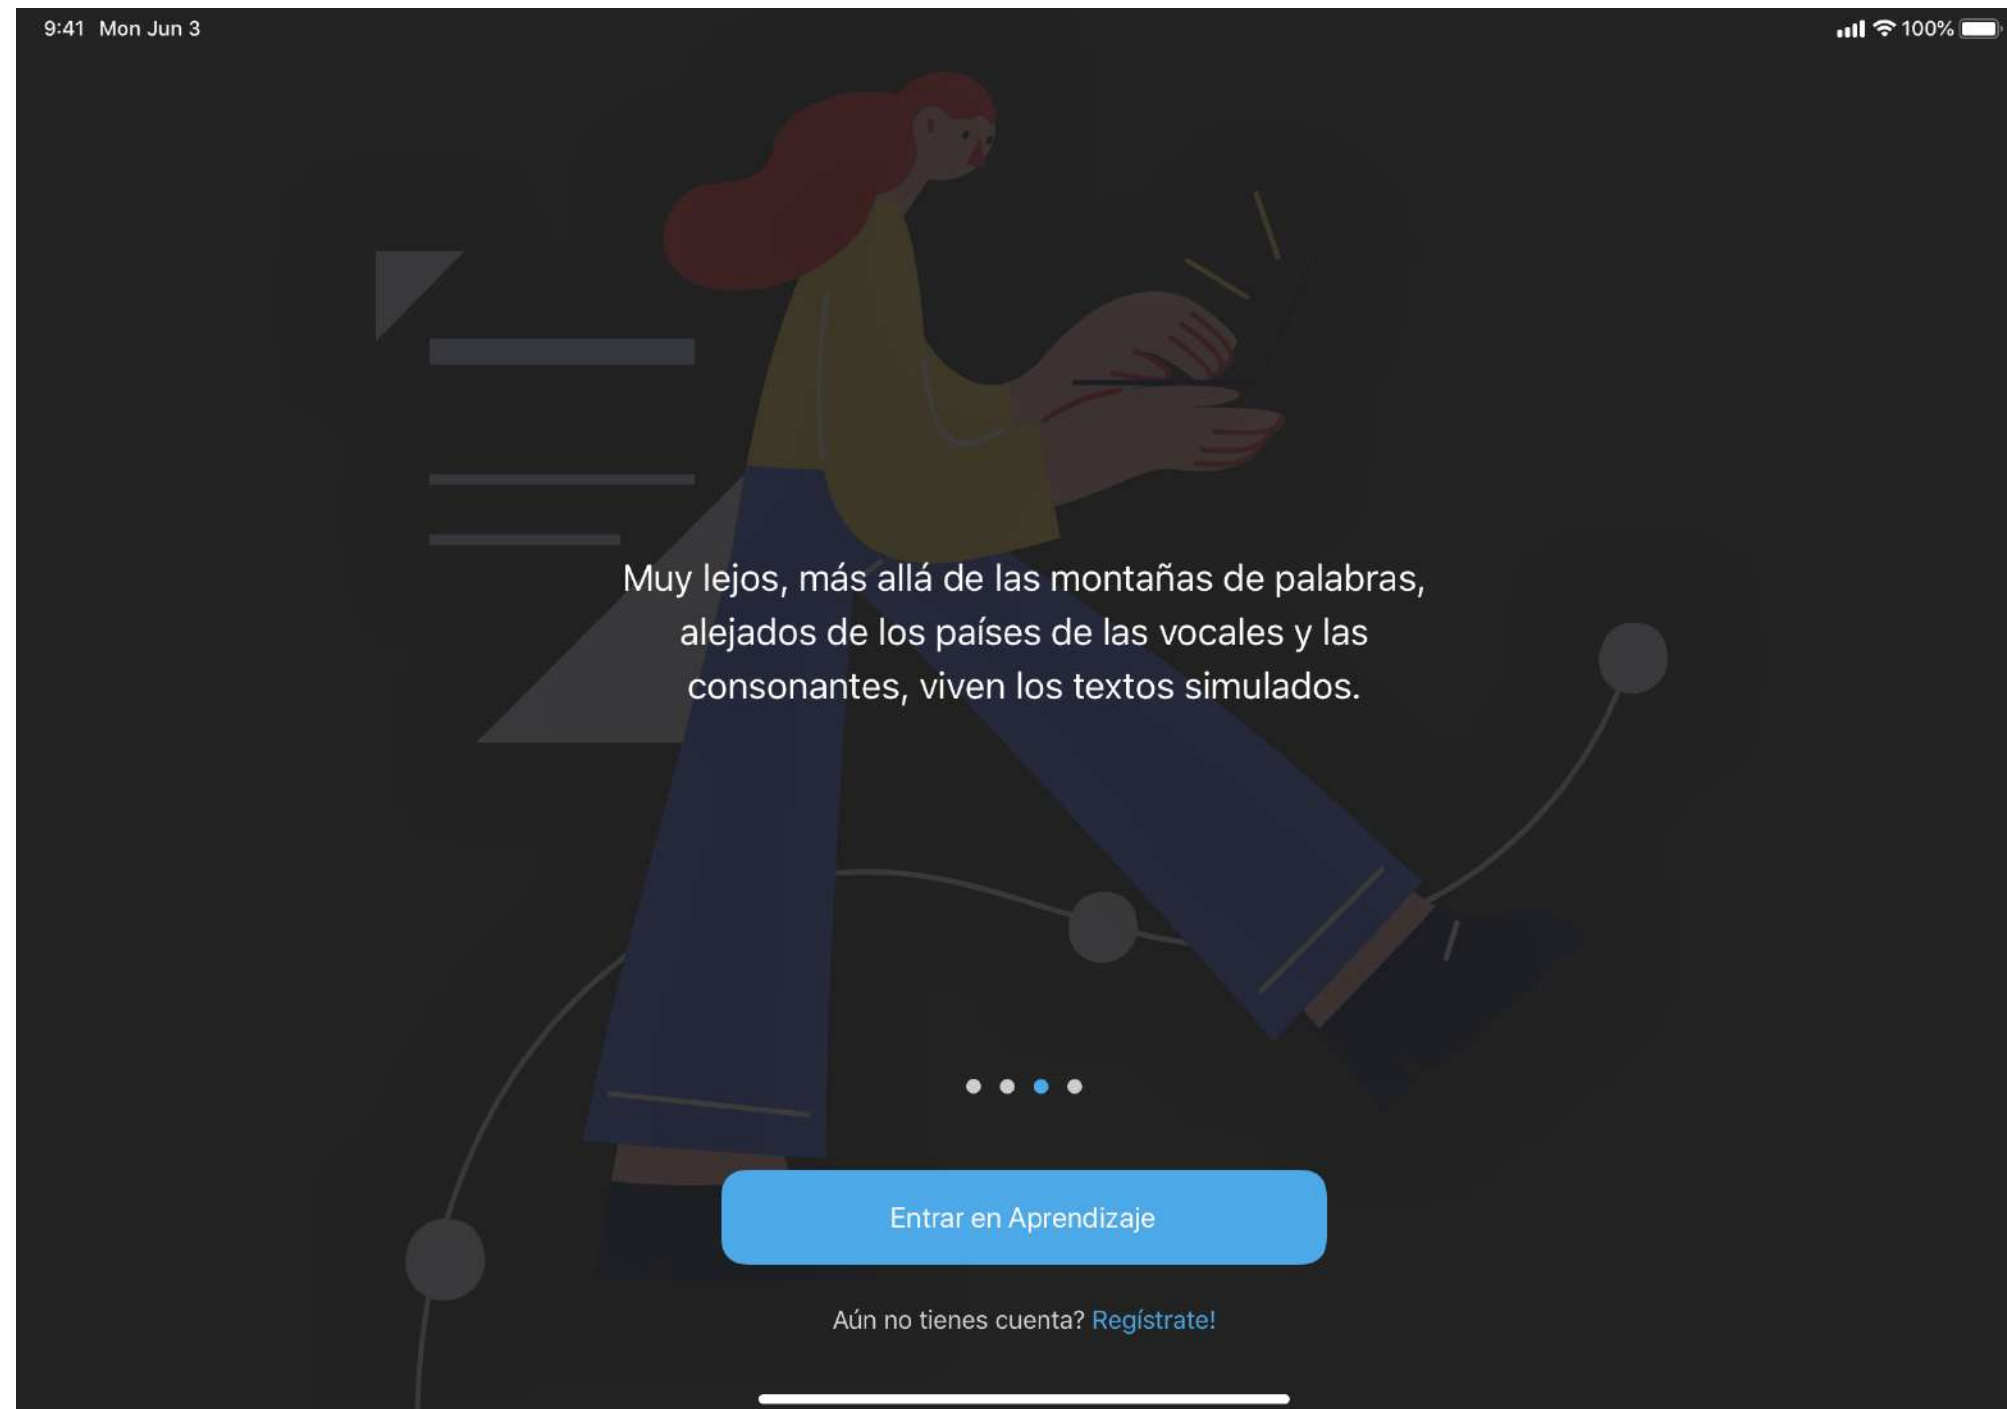 9:41 Mon Jun 3
100%
Muy lejos, más allá de las montañas de palabras,
alejados de los países de las vocales y las
consonantes, viven los textos simulados.
Entrar en Aprendizaje
Aún no tienes cuenta? Regístrate!